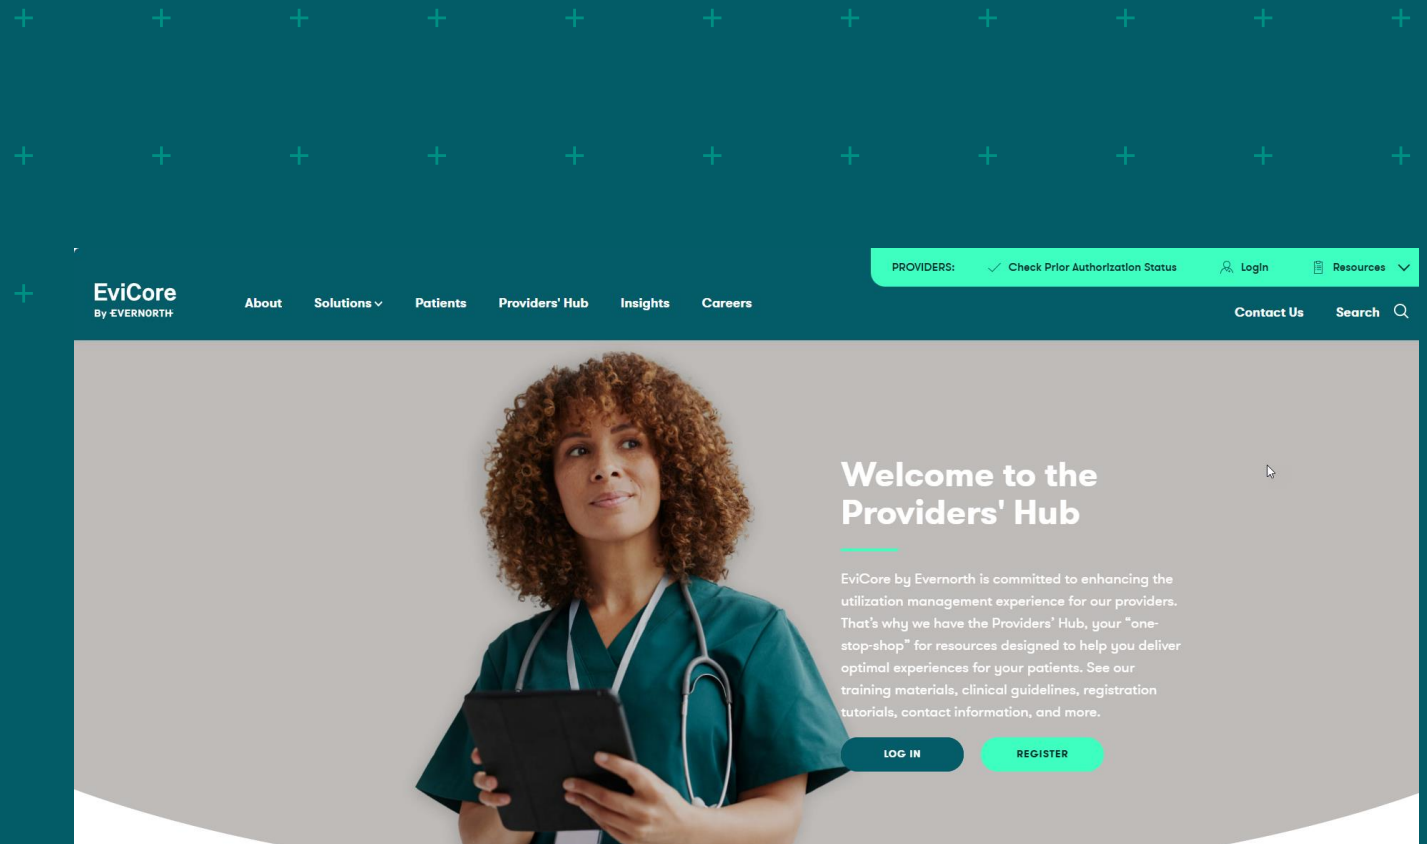 PROVIDERS: Check Prior Authorization Status Login Resources
EviCore
By EVERNORTH
About Solutions Patients Providers' Hub Insights Careers
Contact Us Search
Welcome to the
Providers' Hub
EviCore by Evernorth is committed to enhancing the
utilization management experience for our providers.
That’s why we have the Providers’ Hub, your “one-
stop-shop” for resources designed to help you deliver
optimal experiences for your patients. See our
training materials, clinical guidelines, registration
tutorials, contact information, and more.
LOG IN REGISTER